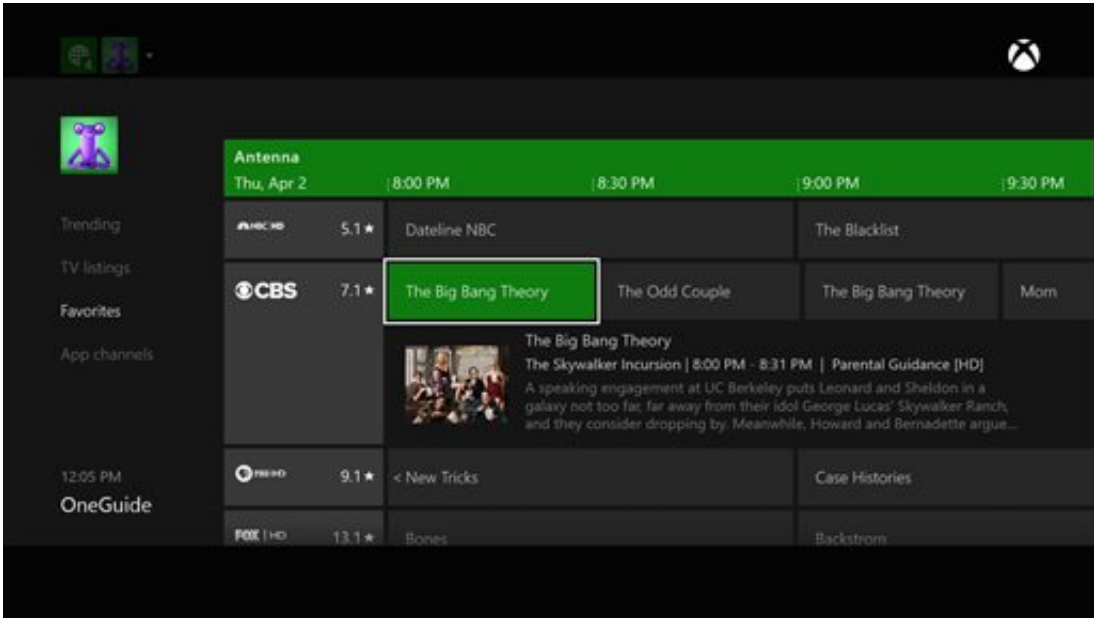 4
Antenna
Thu, Apr 2 8:00 PM 8:30 PM 9:00 PM 9:30 PM
Trending
TV listings
Favorites
App channels
NBC HD 5.1★ Dateline NBC The Blacklist
CBS 7.1★ The Big Bang Theory The Odd Couple The Big Bang Theory Mom
The Big Bang Theory
The Skywalker Incursion | 8:00 PM - 8:31 PM | Parental Guidance [HD]
A speaking engagement at UC Berkeley puts Leonard and Sheldon in a
galaxy not too far, far away from their idol George Lucas' Skywalker Ranch,
and they consider dropping by. Meanwhile, Howard and Bernadette argue...
PBS HD 9.1★ < New Tricks Case Histories
FOX | HD 13.1★ Bones Backstrom
12:05 PM
OneGuide